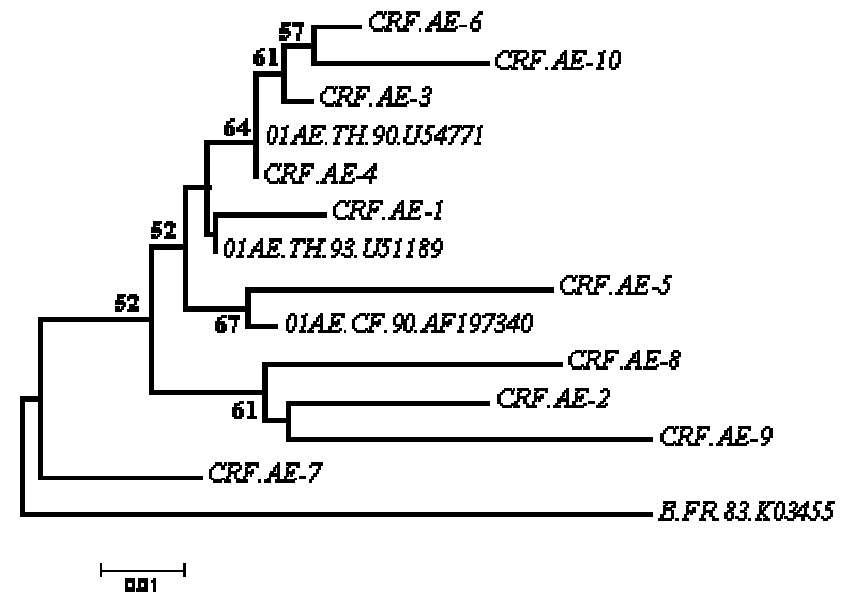 57
CRF.AE-6
61
CRF.AE-10
CRF.AE-3
64
01AE.TH.90.U54771
CRF.AE-4
CRF.AE-1
52
01AE.TH.93.U51189
CRF.AE-5
52
67
01AE.CF.90.AF197340
CRF.AE-8
CRF.AE-2
61
CRF.AE-9
CRF.AE-7
B.FR.83.K03455
0.01